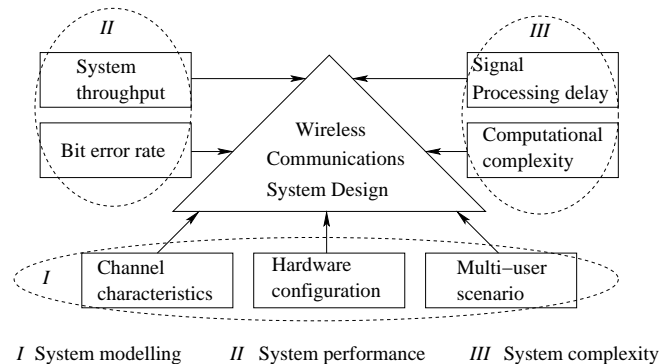 II
III
System
throughput
Signal
Processing delay
Bit error rate
Wireless
Communications
System Design
Computational
complexity
I
Channel
characteristics
Hardware
configuration
Multi−user
scenario
I System modelling II System performance III System complexity